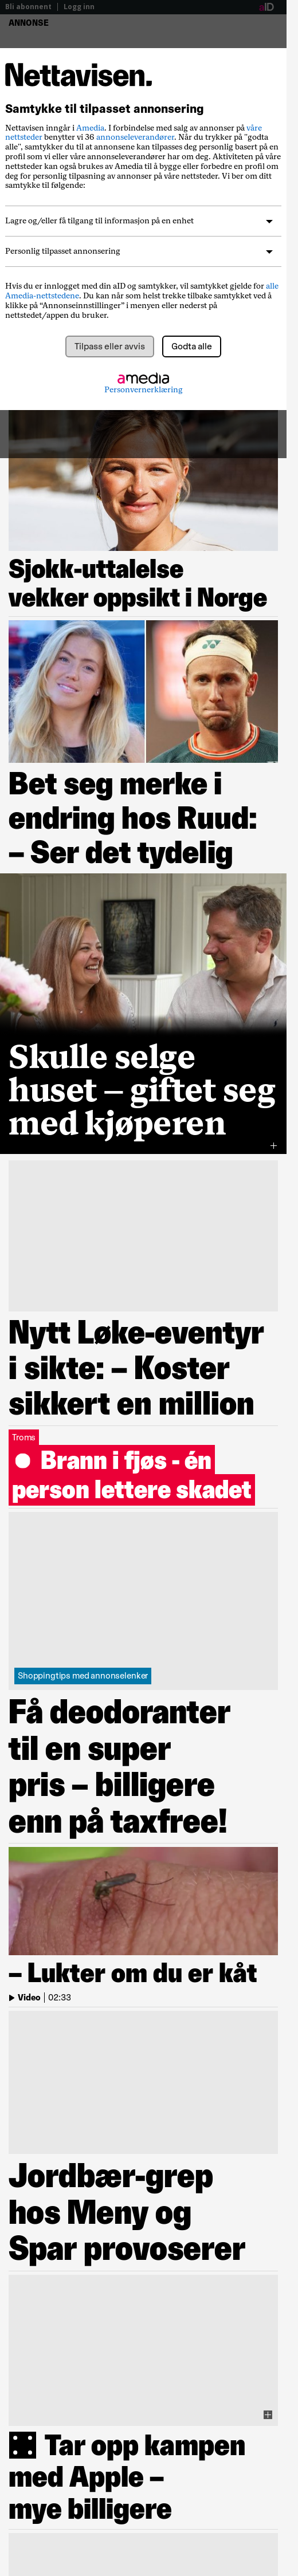 Bli abonnent | Logg inn
aID
ANNONSE
Nettavisen.
Samtykke til tilpasset annonsering
Nettavisen inngår i Amedia. I forbindelse med salg av annonser på våre
nettsteder benytter vi 36 annonseleverandører. Når du trykker på "godta
alle", samtykker du til at annonsene kan tilpasses deg personlig basert på en
profil som vi eller våre annonseleverandører har om deg. Aktiviteten på våre
nettsteder kan også brukes av Amedia til å bygge eller forbedre en profil om
deg for personlig tilpasning av annonser på våre nettsteder. Vi ber om ditt
samtykke til følgende:
Lagre og/eller få tilgang til informasjon på en enhet
Personlig tilpasset annonsering
Hvis du er innlogget med din aID og samtykker, vil samtykket gjelde for alle
Amedia-nettstedene. Du kan når som helst trekke tilbake samtykket ved å
klikke på “Annonseinnstillinger” i menyen eller nederst på
nettstedet/appen du bruker.
Tilpass eller avvis
Godta alle
amedia
Personvernerklæring
Sjokk-uttalelse
vekker oppsikt i Norge
Bet seg merke i
endring hos Ruud:
– Ser det tydelig
Skulle selge
huset – giftet seg
med kjøperen
Nytt Løke-eventyr
i sikte: – Koster
sikkert en million
Troms
Brann i fjøs - én
person lettere skadet
Shoppingtips med annonselenker
Få deodoranter
til en super
pris – billigere
enn på taxfree!
– Lukter om du er kåt
Video | 02:33
Jordbær-grep
hos Meny og
Spar provoserer
Tar opp kampen
med Apple –
mye billigere